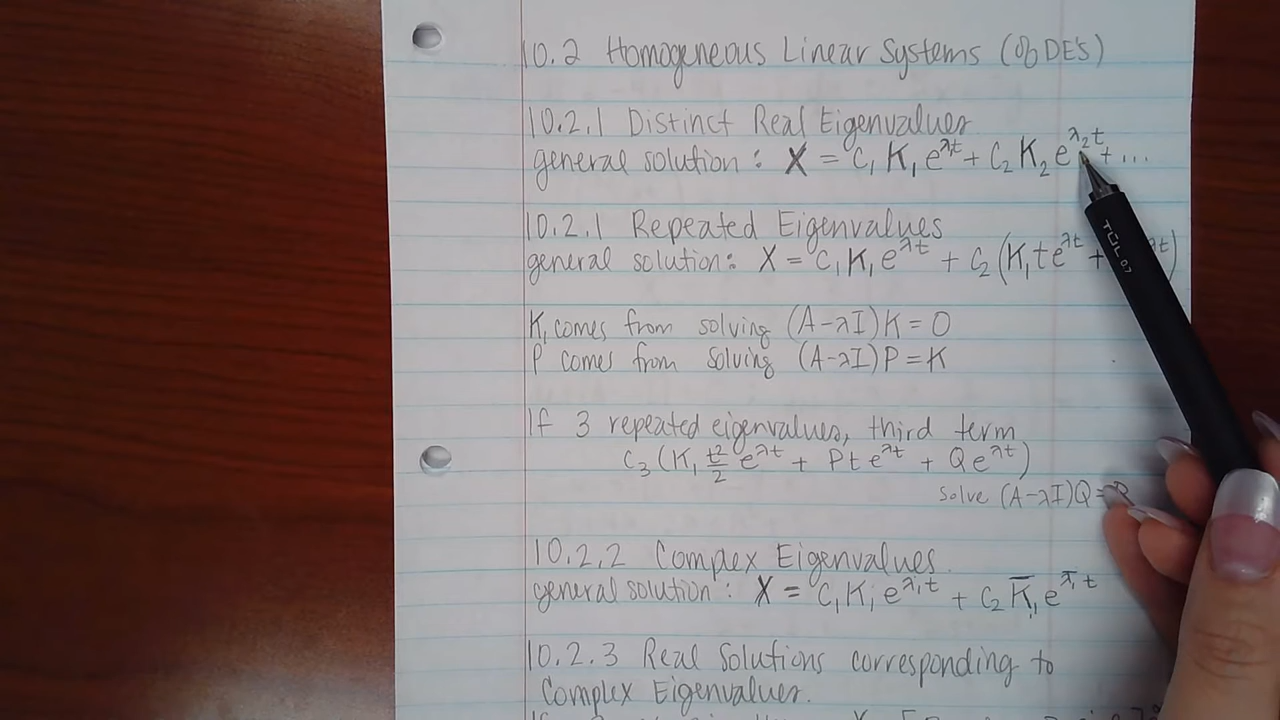 10.2 Homogeneous Linear Systems (of DE's)
10.2.1 Distinct Real Eigenvalues
general solution: X = C₁ K₁ e^λt + C₂ K₂ e^λ₂t + ...
10.2.1 Repeated Eigenvalues
general solution: X = C₁ K₁ e^λt + C₂ (K₁ t e^λt + λt)
K₁ comes from solving (A-λI)K = 0
P comes from solving (A-λI)P = K
If 3 repeated eigenvalues, third term
C₃ (K₁ t²/2 e^λt + P t e^λt + Q e^λt)
solve (A-λI)Q =
10.2.2 Complex Eigenvalues
general solution: X = C₁ K₁ e^λ₁t + C₂ K̄₁ e^λ̄₁t
10.2.3 Real Solutions corresponding to
Complex Eigenvalues.
TUL 07